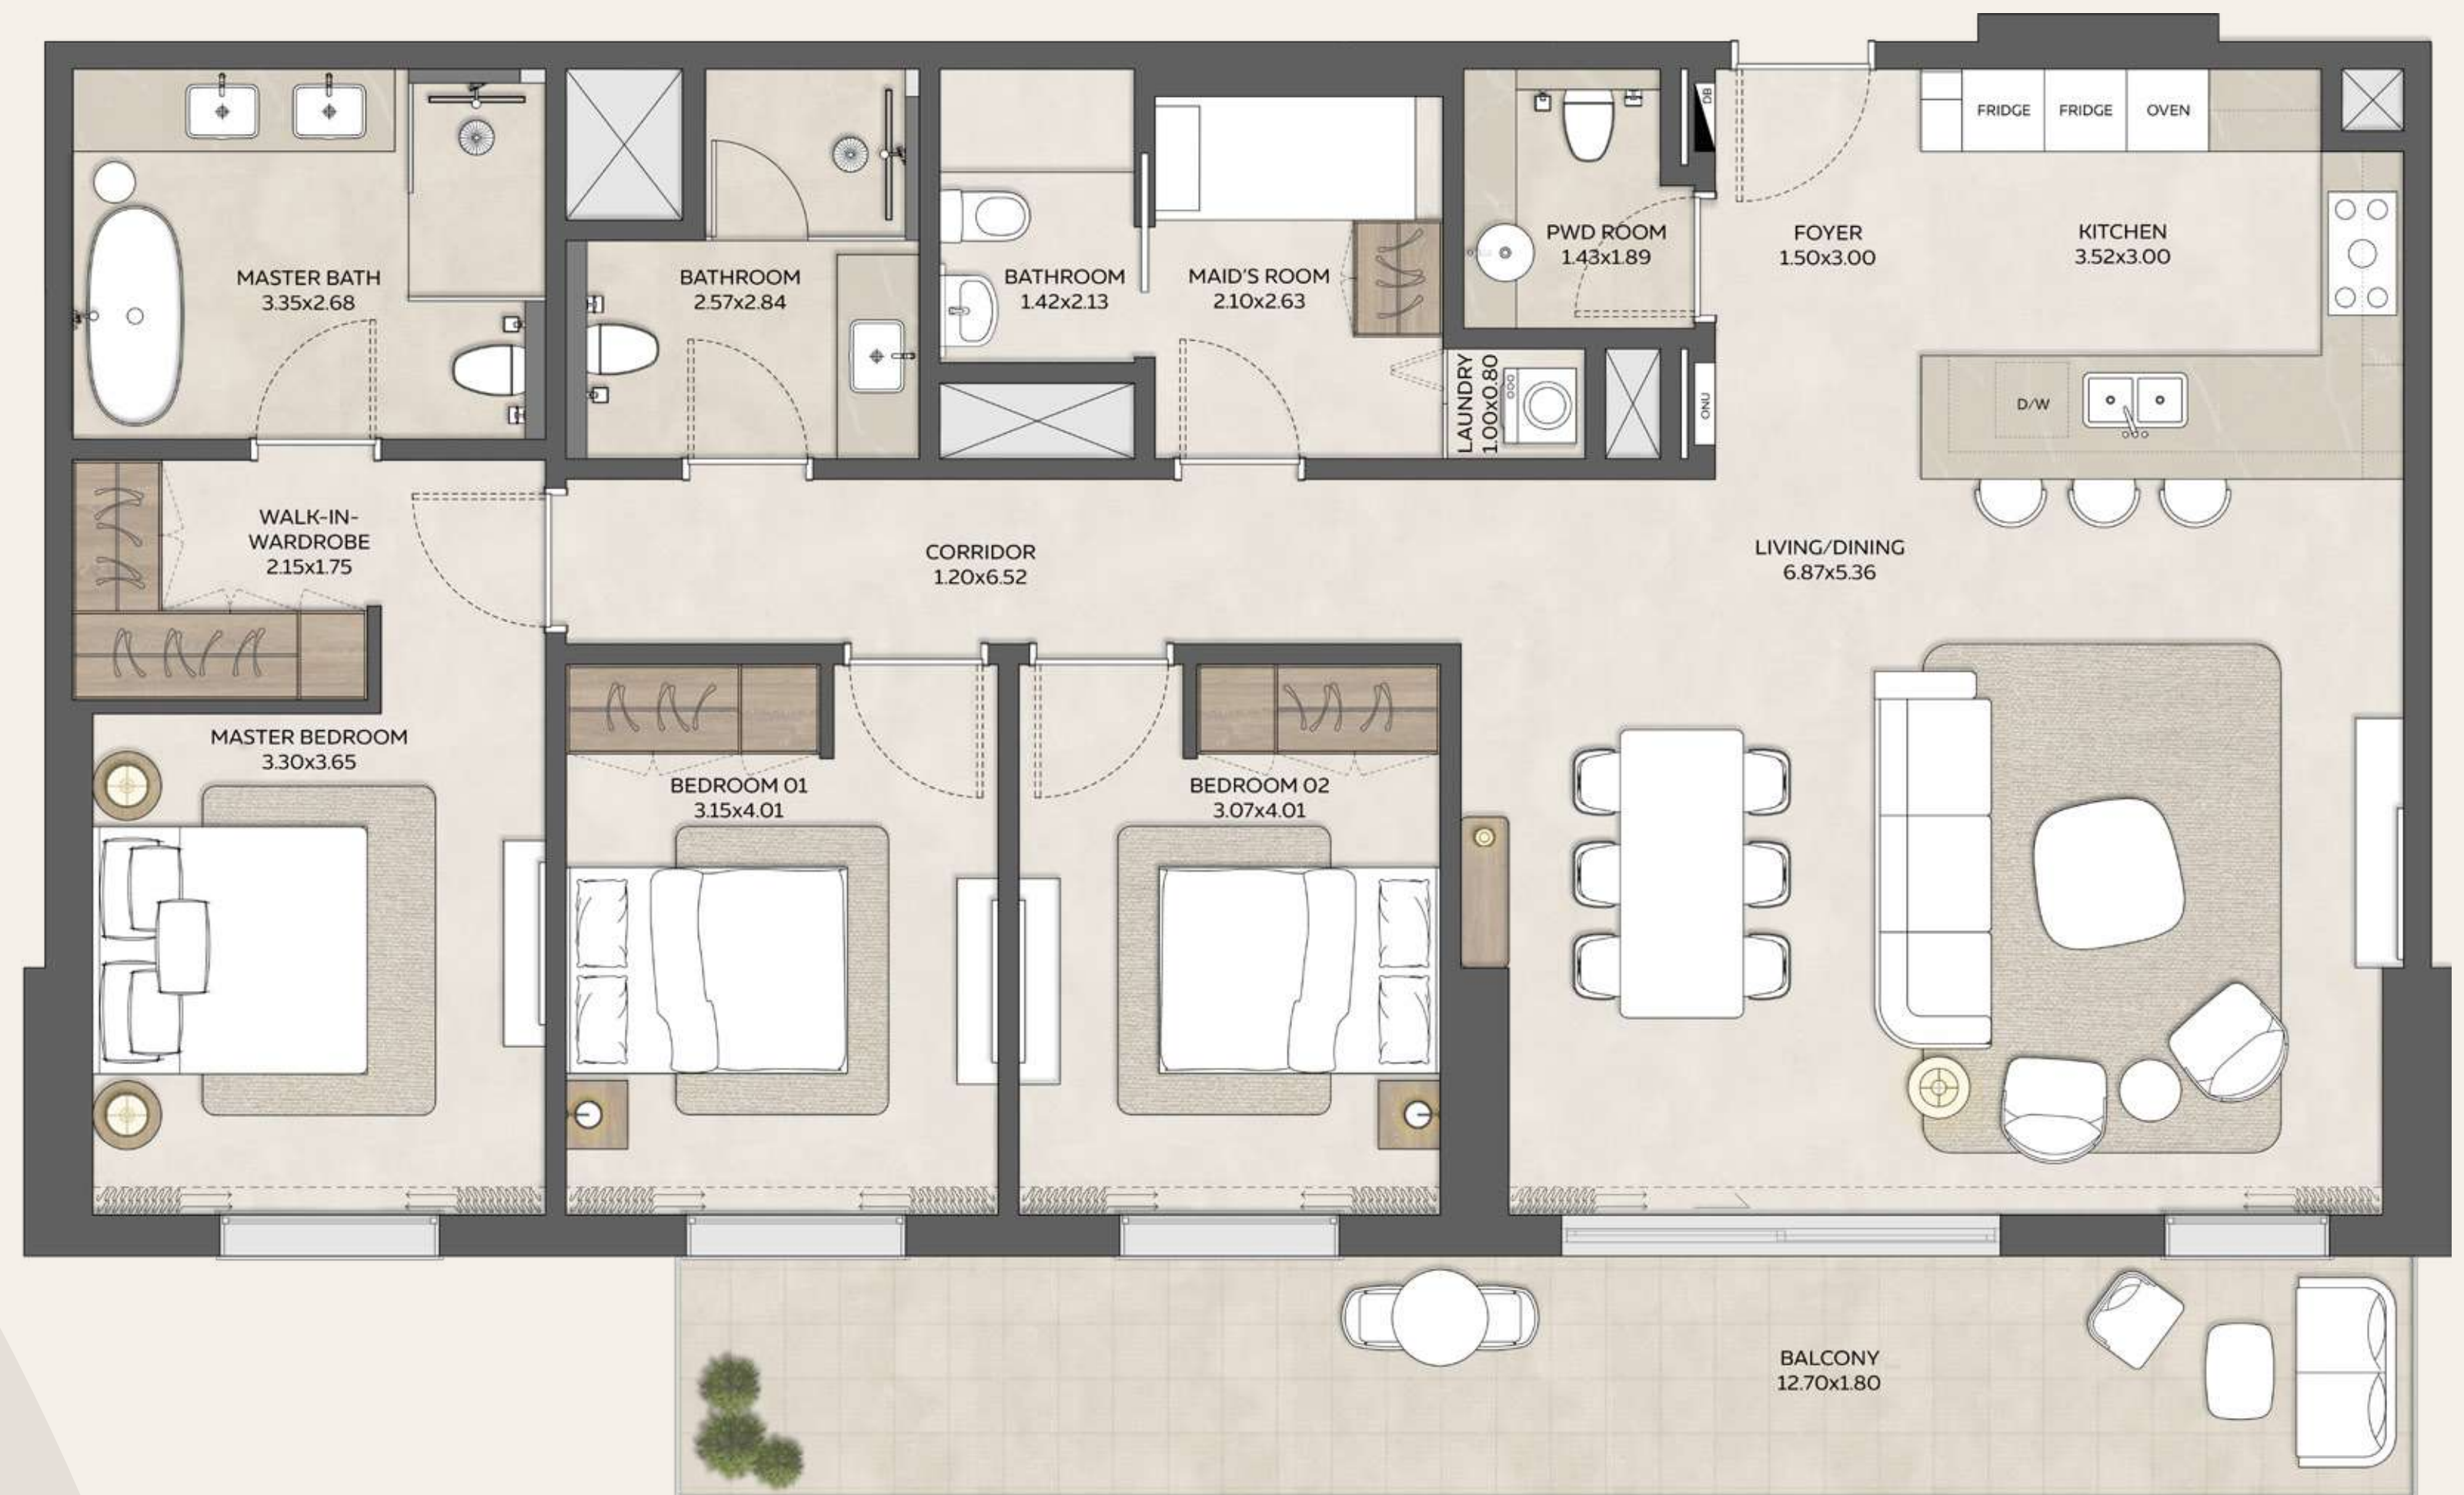 MASTER BATH
3.35x2.68
BATHROOM
2.57x2.84
BATHROOM
1.42x2.13
MAID'S ROOM
2.10x2.63
LAUNDRY
1.00x0.80
PWD ROOM
1.43x1.89
DB
ONU
FOYER
1.50x3.00
FRIDGE
FRIDGE
OVEN
KITCHEN
3.52x3.00
D/W
WALK-IN-
WARDROBE
2.15x1.75
CORRIDOR
1.20x6.52
LIVING/DINING
6.87x5.36
MASTER BEDROOM
3.30x3.65
BEDROOM 01
3.15x4.01
BEDROOM 02
3.07x4.01
BALCONY
12.70x1.80